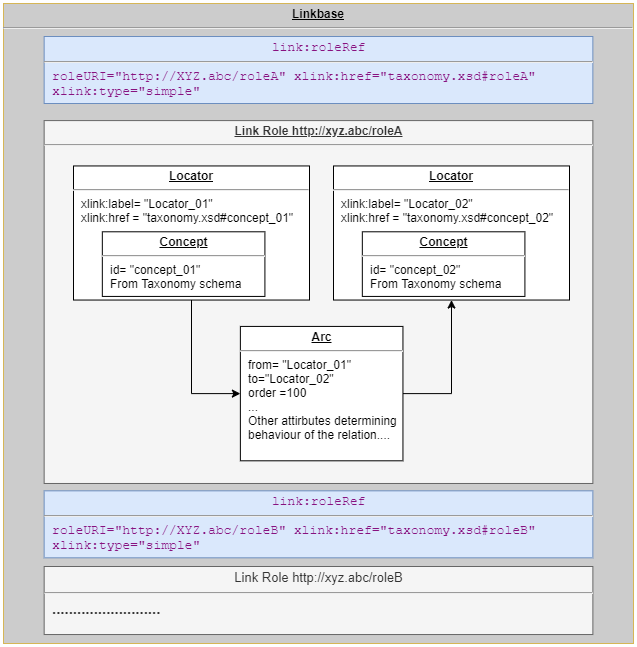 Linkbase
link:roleRef
roleURI="http://XYZ.abc/roleA" xlink:href="taxonomy.xsd#roleA"
xlink:type="simple"
Link Role http://xyz.abc/roleA
Locator
xlink:label= "Locator_01"
xlink:href = "taxonomy.xsd#concept_01"
Concept
id= "concept_01"
From Taxonomy schema
Locator
xlink:label= "Locator_02"
xlink:href = "taxonomy.xsd#concept_02"
Concept
id= "concept_02"
From Taxonomy schema
Arc
from= "Locator_01"
to="Locator_02"
order =100
...
Other attirbutes determining
behaviour of the relation....
link:roleRef
roleURI="http://XYZ.abc/roleB" xlink:href="taxonomy.xsd#roleB"
xlink:type="simple"
Link Role http://xyz.abc/roleB
..........................